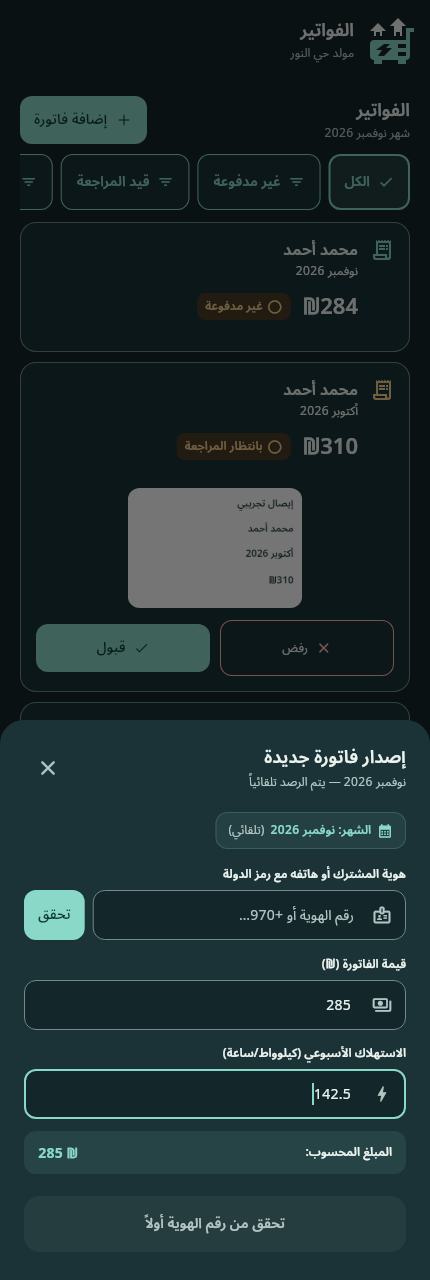 الفواتير
مولد حي النور
الفواتير
شهر نوفمبر 2026
إضافة فاتورة
الكل
غير مدفوعة
قيد المراجعة
محمد أحمد
نوفمبر 2026
₪284
غير مدفوعة
محمد أحمد
أكتوبر 2026
₪310
بانتظار المراجعة
إيصال تجريبي
محمد أحمد
أكتوبر 2026
₪310
رفض
قبول
إصدار فاتورة جديدة
نوفمبر 2026 — يتم الرصد تلقائياً
الشهر: نوفمبر 2026 (تلقائي)
هوية المشترك أو هاتفه مع رمز الدولة
رقم الهوية أو +970...
تحقق
قيمة الفاتورة (₪)
285
الاستهلاك الأسبوعي (كيلوواط/ساعة)
142.5
المبلغ المحسوب:
285 ₪
تحقق من رقم الهوية أولاً